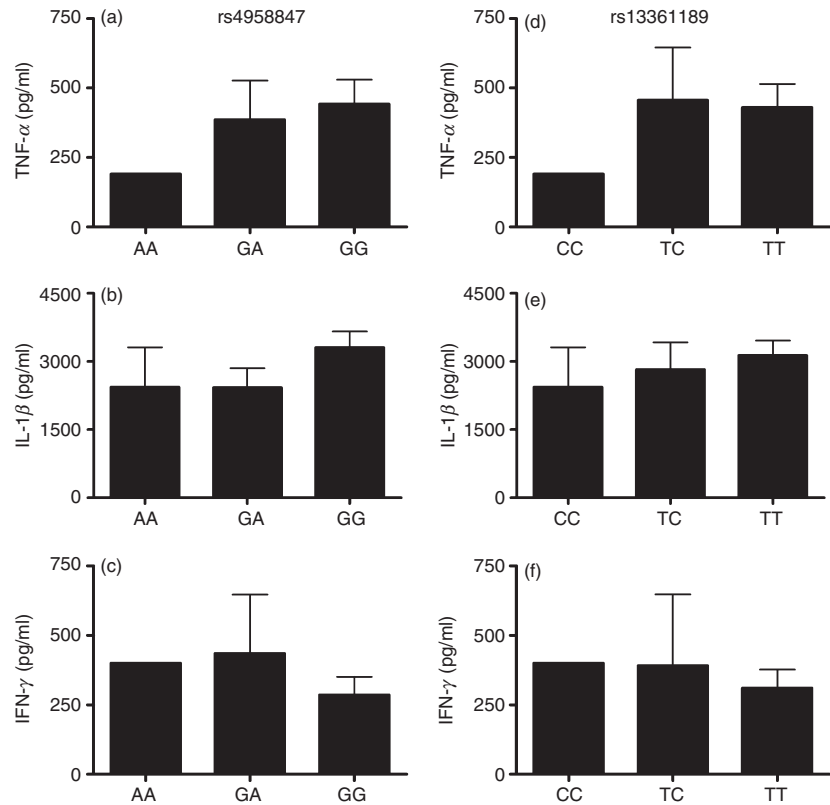 (a)
rs4958847
TNF-α (pg/ml)
750
500
250
0
AA GA GG
(d)
rs13361189
TNF-α (pg/ml)
750
500
250
0
CC TC TT
(b)
IL-1β (pg/ml)
4500
3000
1500
0
AA GA GG
(e)
IL-1β (pg/ml)
4500
3000
1500
0
CC TC TT
(c)
IFN-γ (pg/ml)
750
500
250
0
AA GA GG
(f)
IFN-γ (pg/ml)
750
500
250
0
CC TC TT